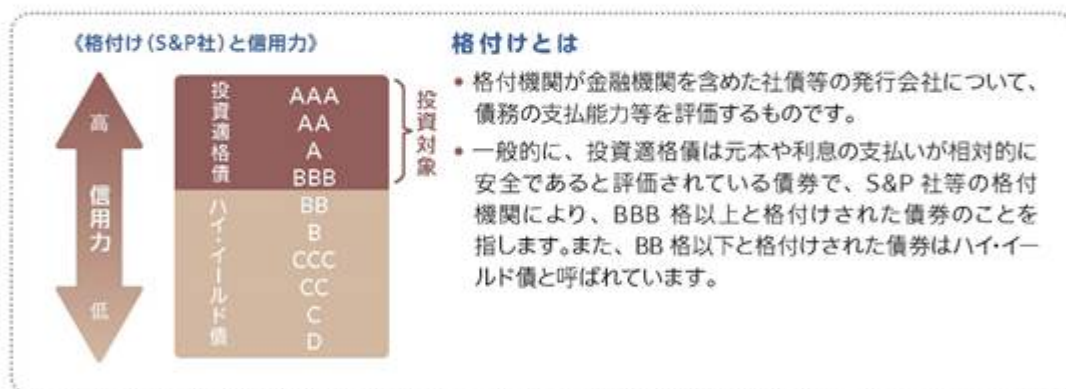 《格付け(S&P社)と信用力》
高
信用力
低
投資適格債
AAA
AA
A
BBB
投資対象
ハイ・イールド債
BB
B
CCC
CC
C
D
格付けとは
• 格付機関が金融機関を含めた社債等の発行会社について、
債務の支払能力等を評価するものです。
• 一般的に、投資適格債は元本や利息の支払いが相対的に
安全であると評価されている債券で、S&P 社等の格付
機関により、BBB 格以上と格付けされた債券のことを
指します。また、BB 格以下と格付けされた債券はハイ・イー
ルド債と呼ばれています。